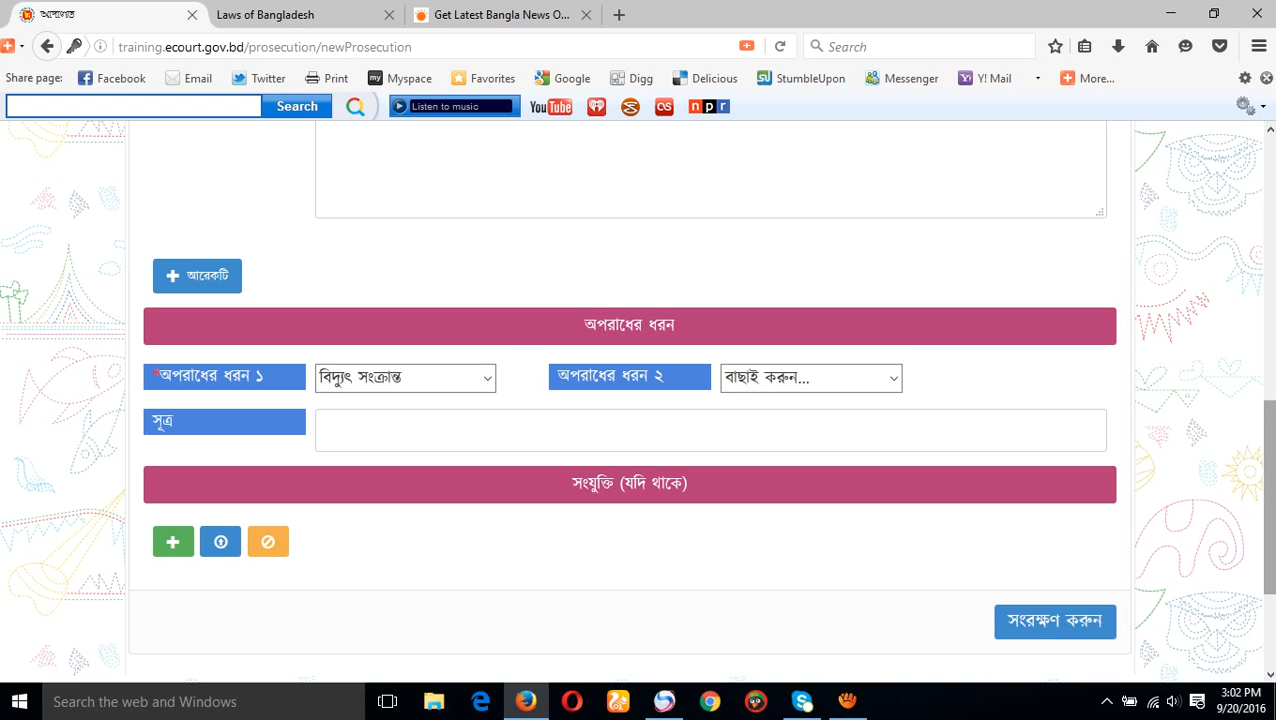 আদালত
Laws of Bangladesh
Get Latest Bangla News O...
training.ecourt.gov.bd/prosecution/newProsecution
Search
Share page: Facebook Email Twitter Print Myspace Favorites Google Digg Delicious StumbleUpon Messenger Y! Mail More...
Search Listen to music You Tube as n p r
আরেকটি
অপরাধের ধরন
*অপরাধের ধরন ১ বিদ্যুৎ সংক্রান্ত অপরাধের ধরন ২ বাছাই করুন...
সূত্র
সংযুক্তি (যদি থাকে)
সংরক্ষণ করুন
Search the web and Windows
3:02 PM
9/20/2016